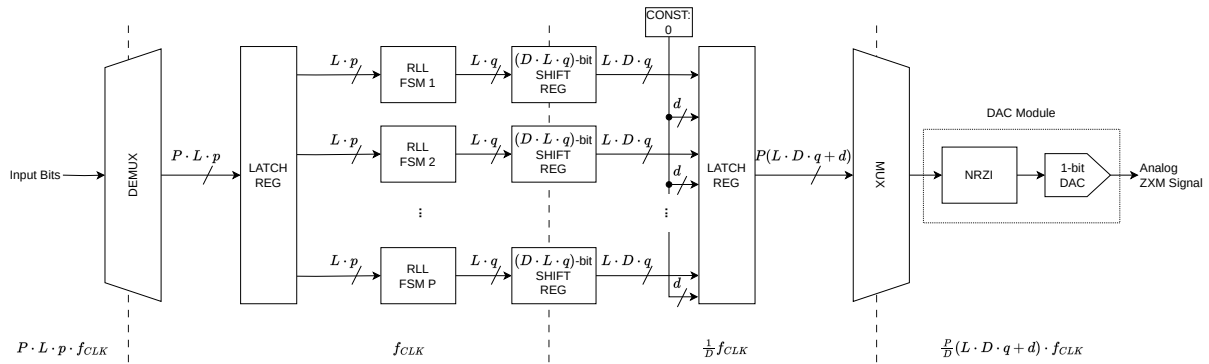 CONST:
0
L · p
RLL
FSM 1
L · q
(D · L · q)-bit
SHIFT
REG
L · D · q
d
DAC Module
Input Bits
DEMUX
P · L · p
LATCH
REG
L · p
RLL
FSM 2
L · q
(D · L · q)-bit
SHIFT
REG
L · D · q
d
LATCH
REG
P(L · D · q + d)
MUX
NRZI
1-bit
DAC
Analog
ZXM Signal
...
...
L · p
RLL
FSM P
L · q
(D · L · q)-bit
SHIFT
REG
L · D · q
d
P · L · p · f_CLK
f_CLK
1/D f_CLK
P/D (L · D · q + d) · f_CLK